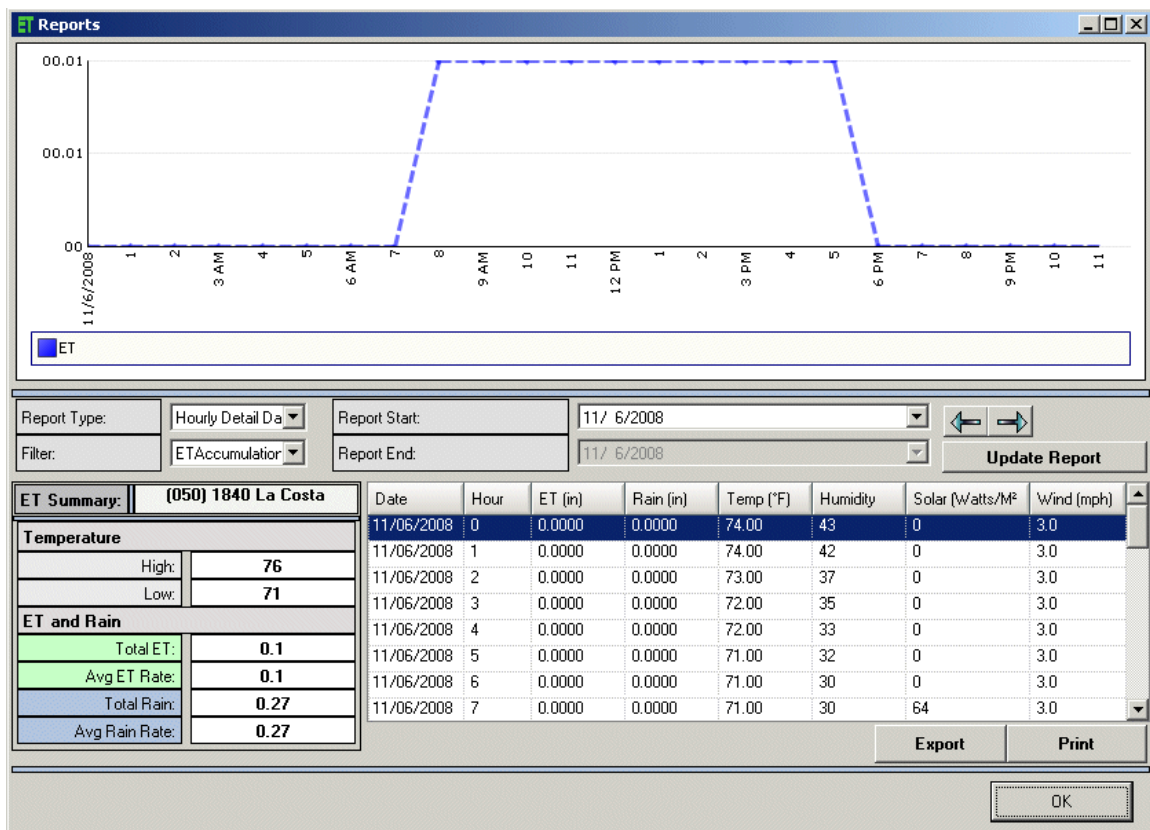 ET Reports
00.01
00.01
00
11/6/2008 1 2 3 AM 4 5 6 AM 7 8 9 AM 10 11 12 PM 1 2 3 PM 4 5 6 PM 7 8 9 PM 10 11
ET
Report Type: Hourly Detail Da Report Start: 11/ 6/2008
Filter: ETAccumulation Report End: 11/ 6/2008
Update Report
ET Summary: (050) 1840 La Costa
Temperature
High: 76
Low: 71
ET and Rain
Total ET: 0.1
Avg ET Rate: 0.1
Total Rain: 0.27
Avg Rain Rate: 0.27
Date Hour ET (in) Rain (in) Temp (°F) Humidity Solar (Watts/M² Wind (mph)
11/06/2008 0 0.0000 0.0000 74.00 43 0 3.0
11/06/2008 1 0.0000 0.0000 74.00 42 0 3.0
11/06/2008 2 0.0000 0.0000 73.00 37 0 3.0
11/06/2008 3 0.0000 0.0000 72.00 35 0 3.0
11/06/2008 4 0.0000 0.0000 72.00 33 0 3.0
11/06/2008 5 0.0000 0.0000 71.00 32 0 3.0
11/06/2008 6 0.0000 0.0000 71.00 30 0 3.0
11/06/2008 7 0.0000 0.0000 71.00 30 64 3.0
Export Print
OK